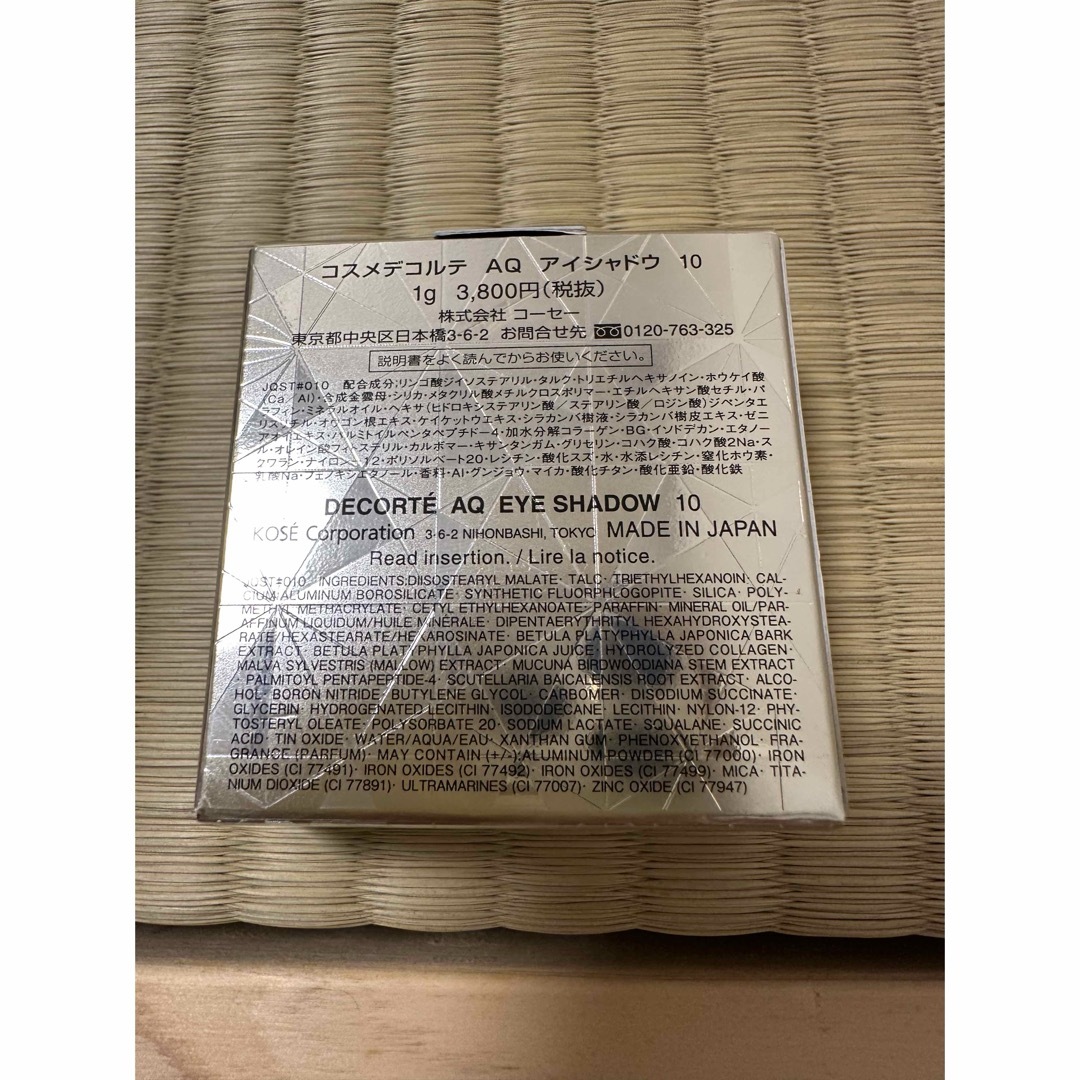 コスメデコルテ AQ アイシャドウ 10
1g 3,800円(税抜)
株式会社 コーセー
東京都中央区日本橋3-6-2 お問合せ先 0120-763-325
説明書をよく読んでからお使いください。
JQST#010 配合成分:リンゴ酸ジイソステアリル・タルク・トリエチルヘキサノイン・ホウケイ酸
(Ca/Al)・合成金雲母・シリカ・メタクリル酸メチルクロスポリマー・エチルヘキサン酸セチル・パ
ラフィン・ミネラルオイル・ヘキサ(ヒドロキシステアリン酸/ステアリン酸/ロジン酸)ジペンタエ
リスリチル・オウゴン根エキス・ケイケットウエキス・シラカンバ樹液・シラカンバ樹皮エキス・ゼニ
アオイエキス・パルミトイルペンタペプチド-4・加水分解コラーゲン・BG・イソドデカン・エタノー
ル・オレイン酸フィトステリル・カルボマー・キサンタンガム・グリセリン・コハク酸・コハク酸2Na・ス
クワラン・ナイロン-12・ポリソルベート20・レシチン・酸化スズ・水・水添レシチン・窒化ホウ素・
乳酸Na・フェノキシエタノール・香料・Al・グンジョウ・マイカ・酸化チタン・酸化亜鉛・酸化鉄
DECORTÉ AQ EYE SHADOW 10
KOSÉ Corporation 3-6-2 NIHONBASHI, TOKYO MADE IN JAPAN
Read insertion. / Lire la notice.
JQST#010 INGREDIENTS:DIISOSTEARYL MALATE· TALC· TRIETHYLHEXANOIN· CAL-
CIUM ALUMINUM BOROSILICATE· SYNTHETIC FLUORPHLOGOPITE· SILICA· POLY-
METHYL METHACRYLATE· CETYL ETHYLHEXANOATE· PARAFFIN· MINERAL OIL/PAR-
AFFINUM LIQUIDUM/HUILE MINÉRALE· DIPENTAERYTHRITYL HEXAHYDROXYSTEA-
RATE/HEXASTEARATE/HEXAROSINATE· BETULA PLATYPHYLLA JAPONICA BARK
EXTRACT· BETULA PLATYPHYLLA JAPONICA JUICE· HYDROLYZED COLLAGEN·
MALVA SYLVESTRIS (MALLOW) EXTRACT· MUCUNA BIRDWOODIANA STEM EXTRACT
· PALMITOYL PENTAPEPTIDE-4· SCUTELLARIA BAICALENSIS ROOT EXTRACT· ALCO-
HOL· BORON NITRIDE· BUTYLENE GLYCOL· CARBOMER· DISODIUM SUCCINATE·
GLYCERIN· HYDROGENATED LECITHIN· ISODODECANE· LECITHIN· NYLON-12· PHY-
TOSTERYL OLEATE· POLYSORBATE 20· SODIUM LACTATE· SQUALANE· SUCCINIC
ACID· TIN OXIDE· WATER/AQUA/EAU· XANTHAN GUM· PHENOXYETHANOL· FRA-
GRANCE (PARFUM)· MAY CONTAIN (+/-):ALUMINUM POWDER (CI 77000)· IRON
OXIDES (CI 77491)· IRON OXIDES (CI 77492)· IRON OXIDES (CI 77499)· MICA· TITA-
NIUM DIOXIDE (CI 77891)· ULTRAMARINES (CI 77007)· ZINC OXIDE (CI 77947)